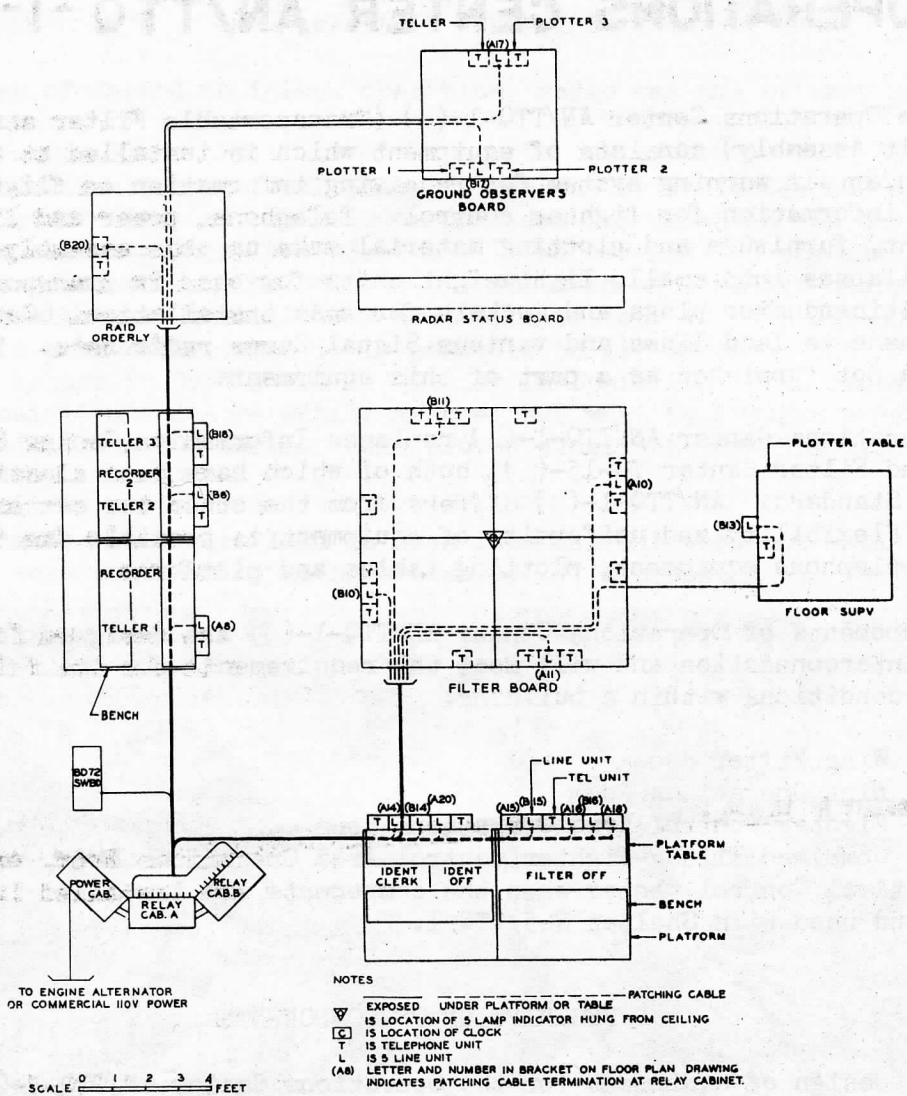 TELLER
PLOTTER 3
(A17)
T L T
PLOTTER
T L T
PLOTTER 2
(B17)
GROUND OBSERVERS
BOARD
(B20)
L
T
RAID
ORDERLY
RADAR STATUS BOARD
TELLER 3
L
(B18)
T
RECORDER
2
TELLER 2
L
(B8)
T
RECORDER
1
TELLER 1
L
(A8)
T
BENCH
(B11)
T L T
T
T
L
(A10)
T
T
T
T
(B10)
L
T
T
T L T
(A11)
FILTER BOARD
PLOTTER TABLE
(B13)
L
T
FLOOR SUPV
BD72
SWBD
POWER
CAB.
RELAY
CAB. A
RELAY
CAB. B
TO ENGINE ALTERNATOR
OR COMMERCIAL 110V POWER
LINE UNIT
TEL UNIT
(A14) (B14) (A20)
(A15) (B15) (A16) (B16) (A18)
T L L L T
IDENT
CLERK
IDENT
OFF
FILTER OFF
PLATFORM
TABLE
BENCH
PLATFORM
NOTES
EXPOSED UNDER PLATFORM OR TABLE PATCHING CABLE
IS LOCATION OF 5 LAMP INDICATOR HUNG FROM CEILING
C IS LOCATION OF CLOCK
T IS TELEPHONE UNIT
L IS 5 LINE UNIT
(A8) LETTER AND NUMBER IN BRACKET ON FLOOR PLAN DRAWING
INDICATES PATCHING CABLE TERMINATION AT RELAY CABINET.
SCALE 0 1 2 3 4 FEET